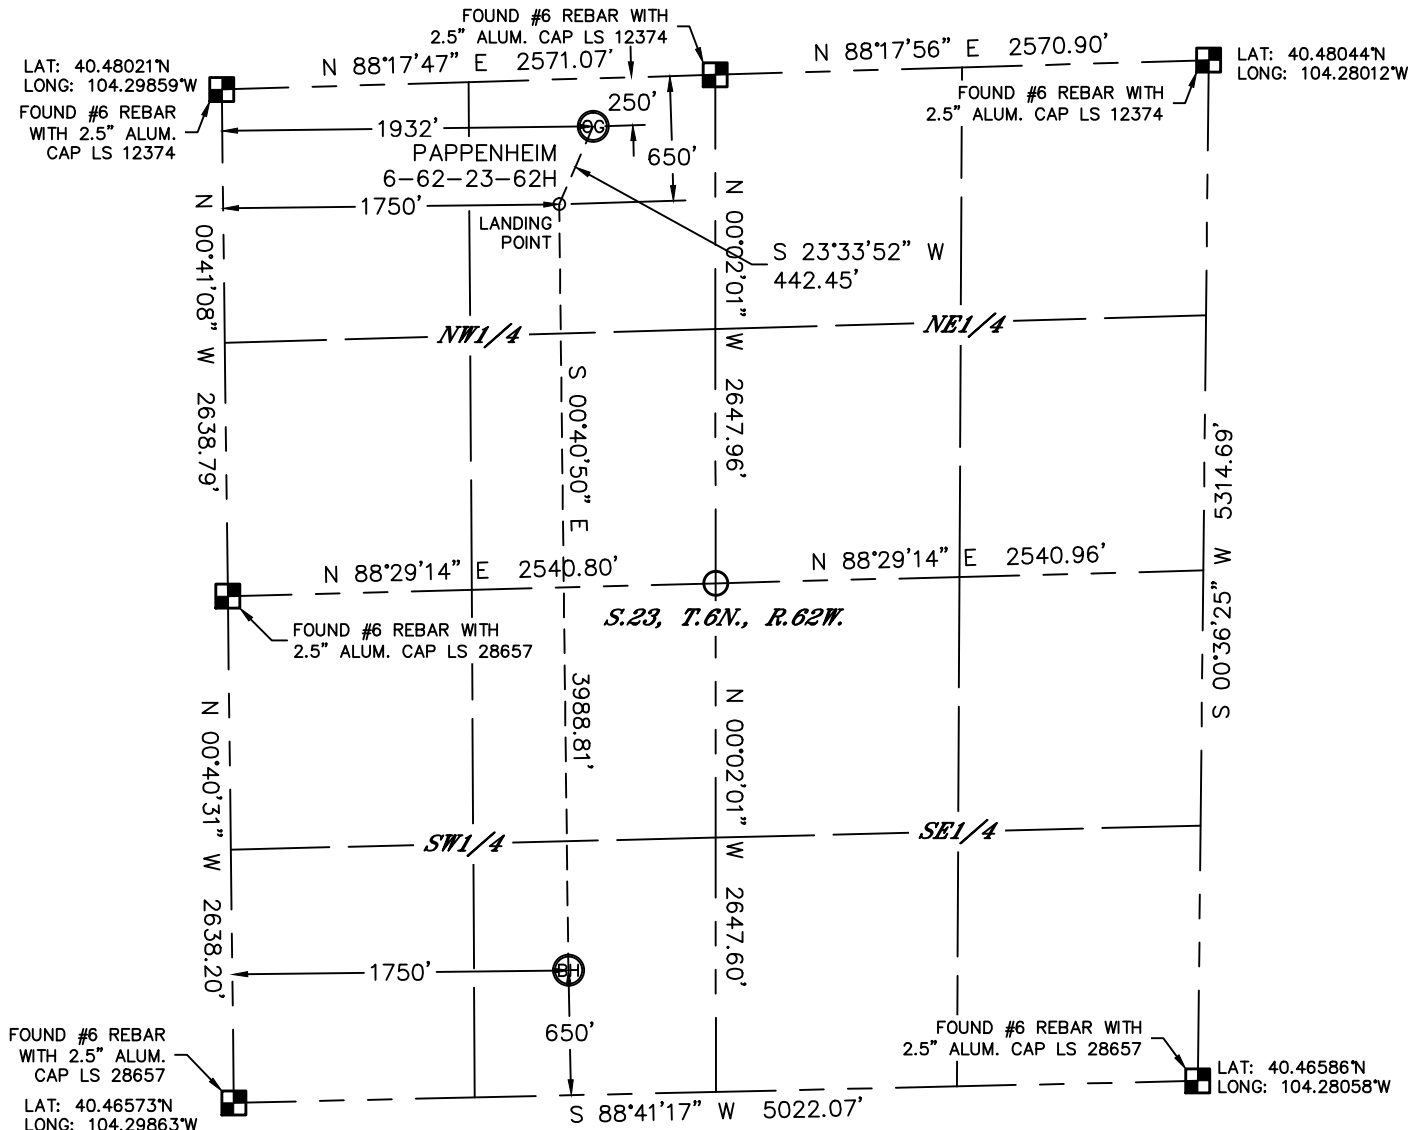 FOUND #6 REBAR WITH
2.5" ALUM. CAP LS 12374
LAT: 40.48021°N
LONG: 104.29859°W
N 88°17'47" E 2571.07'
N 88°17'56" E 2570.90'
LAT: 40.48044°N
LONG: 104.28012°W
FOUND #6 REBAR
WITH 2.5" ALUM.
CAP LS 12374
FOUND #6 REBAR WITH
2.5" ALUM. CAP LS 12374
250'
1932'
OG
PAPPENHEIM
6-62-23-62H
650'
1750'
LANDING
POINT
S 23°33'52" W
442.45'
N 00°41'08" W 2638.79'
N 00°02'01" W 2647.96'
NW1/4
NE1/4
S 00°40'50" E 3988.81'
S 00°36'25" W 5314.69'
N 88°29'14" E 2540.80'
N 88°29'14" E 2540.96'
S.23, T.6N., R.62W.
FOUND #6 REBAR WITH
2.5" ALUM. CAP LS 28657
N 00°40'31" W 2638.20'
N 00°02'01" W 2647.60'
SW1/4
SE1/4
1750'
BH
650'
FOUND #6 REBAR
WITH 2.5" ALUM.
CAP LS 28657
FOUND #6 REBAR WITH
2.5" ALUM. CAP LS 28657
LAT: 40.46573°N
LONG: 104.29863°W
S 88°41'17" W 5022.07'
LAT: 40.46586°N
LONG: 104.28058°W